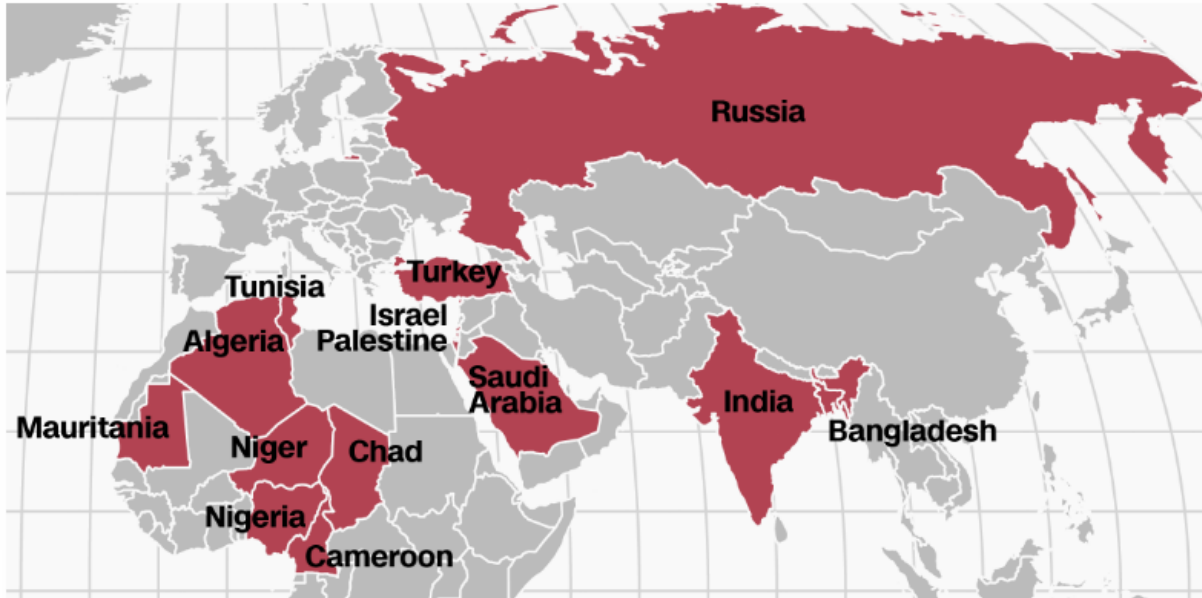 Russia
Turkey
Tunisia
Israel
Palestine
Algeria
Saudi
Arabia
India
Mauritania
Bangladesh
Niger
Chad
Nigeria
Cameroon